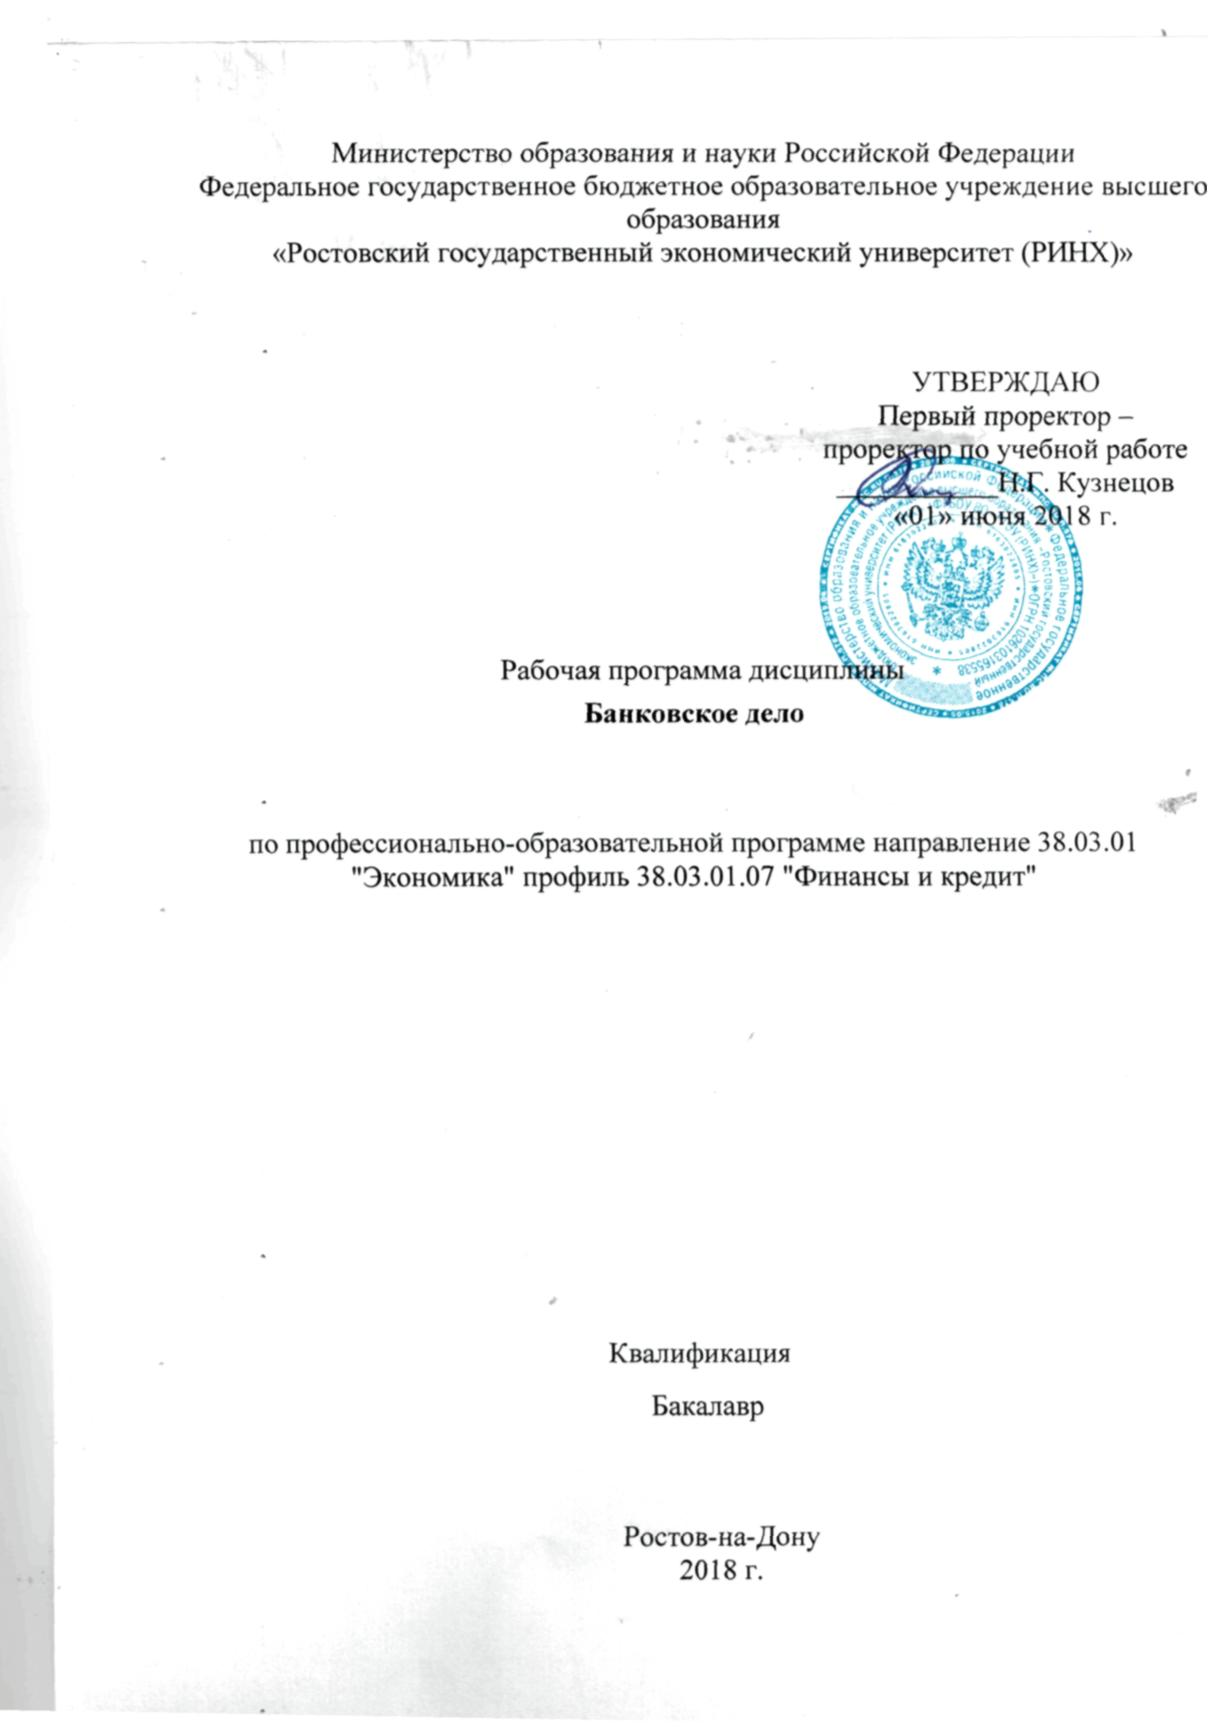 Министерство образования и науки Российской Федерации
Федеральное государственное бюджетное образовательное учреждение высшего
образования
«Ростовский государственный экономический университет (РИНХ)»
УТВЕРЖДАЮ
Первый проректор –
проректор по учебной работе
Н.Г. Кузнецов
«01» июня 2018 г.
Рабочая программа дисциплины
Банковское дело
по профессионально-образовательной программе направление 38.03.01
"Экономика" профиль 38.03.01.07 "Финансы и кредит"
Квалификация
Бакалавр
Ростов-на-Дону
2018 г.